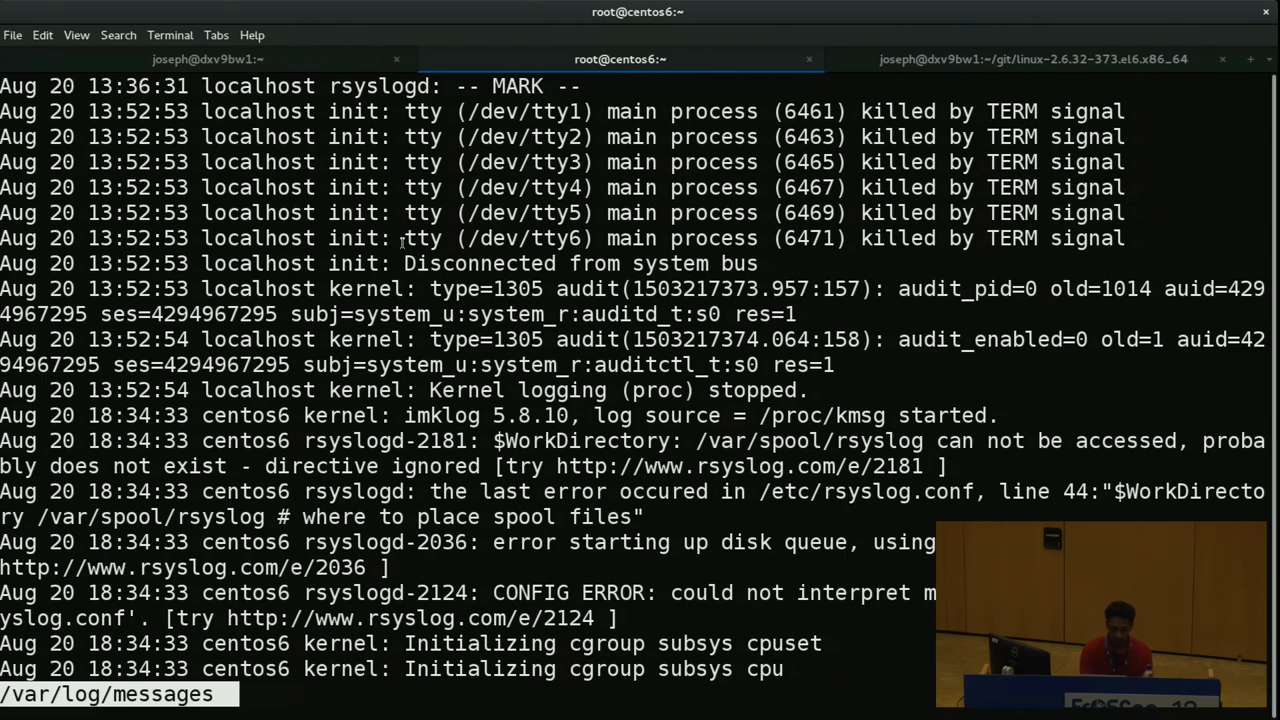 root@centos6:~
File Edit View Search Terminal Tabs Help
joseph@dxv9bw1:~ root@centos6:~ joseph@dxv9bw1:~/git/linux-2.6.32-373.el6.x86_64
Aug 20 13:36:31 localhost rsyslogd: -- MARK --
Aug 20 13:52:53 localhost init: tty (/dev/tty1) main process (6461) killed by TERM signal
Aug 20 13:52:53 localhost init: tty (/dev/tty2) main process (6463) killed by TERM signal
Aug 20 13:52:53 localhost init: tty (/dev/tty3) main process (6465) killed by TERM signal
Aug 20 13:52:53 localhost init: tty (/dev/tty4) main process (6467) killed by TERM signal
Aug 20 13:52:53 localhost init: tty (/dev/tty5) main process (6469) killed by TERM signal
Aug 20 13:52:53 localhost init: tty (/dev/tty6) main process (6471) killed by TERM signal
Aug 20 13:52:53 localhost init: Disconnected from system bus
Aug 20 13:52:53 localhost kernel: type=1305 audit(1503217373.957:157): audit_pid=0 old=1014 auid=429
4967295 ses=4294967295 subj=system_u:system_r:auditd_t:s0 res=1
Aug 20 13:52:54 localhost kernel: type=1305 audit(1503217374.064:158): audit_enabled=0 old=1 auid=42
94967295 ses=4294967295 subj=system_u:system_r:auditctl_t:s0 res=1
Aug 20 13:52:54 localhost kernel: Kernel logging (proc) stopped.
Aug 20 18:34:33 centos6 kernel: imklog 5.8.10, log source = /proc/kmsg started.
Aug 20 18:34:33 centos6 rsyslogd-2181: $WorkDirectory: /var/spool/rsyslog can not be accessed, proba
bly does not exist - directive ignored [try http://www.rsyslog.com/e/2181 ]
Aug 20 18:34:33 centos6 rsyslogd: the last error occured in /etc/rsyslog.conf, line 44:"$WorkDirecto
ry /var/spool/rsyslog # where to place spool files"
Aug 20 18:34:33 centos6 rsyslogd-2036: error starting up disk queue, using
http://www.rsyslog.com/e/2036 ]
Aug 20 18:34:33 centos6 rsyslogd-2124: CONFIG ERROR: could not interpret m
yslog.conf'. [try http://www.rsyslog.com/e/2124 ]
Aug 20 18:34:33 centos6 kernel: Initializing cgroup subsys cpuset
Aug 20 18:34:33 centos6 kernel: Initializing cgroup subsys cpu
/var/log/messages